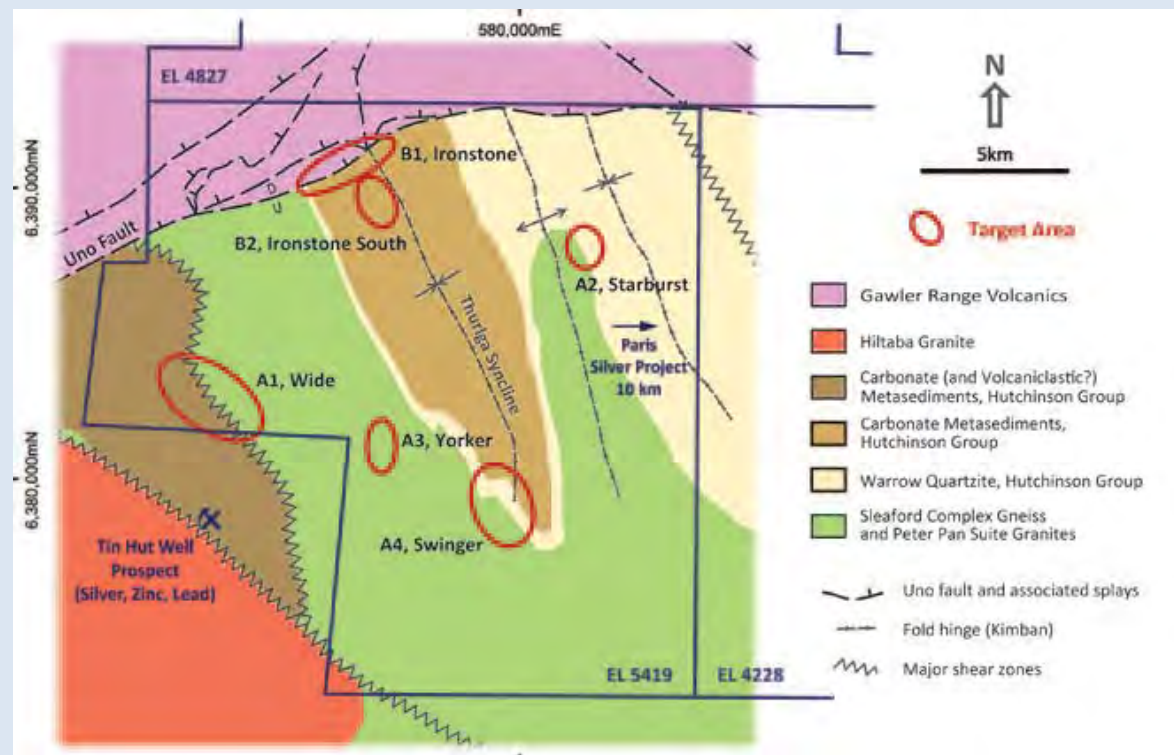 580,000mE
EL 4827
N
5km
6,390,000mN
B1, Ironstone
Target Area
Uno Fault
B2, Ironstone South
A2, Starburst
Gawler Range Volcanics
Thuriga Syncline
Paris
Silver Project
10 km
Hiltaba Granite
A1, Wide
Carbonate (and Volcaniclastic?)
Metasediments, Hutchinson Group
Carbonate Metasediments,
Hutchinson Group
A3, Yorker
6,380,000mN
Warrow Quartzite, Hutchinson Group
Sleaford Complex Gneiss
and Peter Pan Suite Granites
A4, Swinger
Tin Hut Well
Prospect
(Silver, Zinc, Lead)
Uno fault and associated splays
Fold hinge (Kimban)
Major shear zones
EL 5419
EL 4228